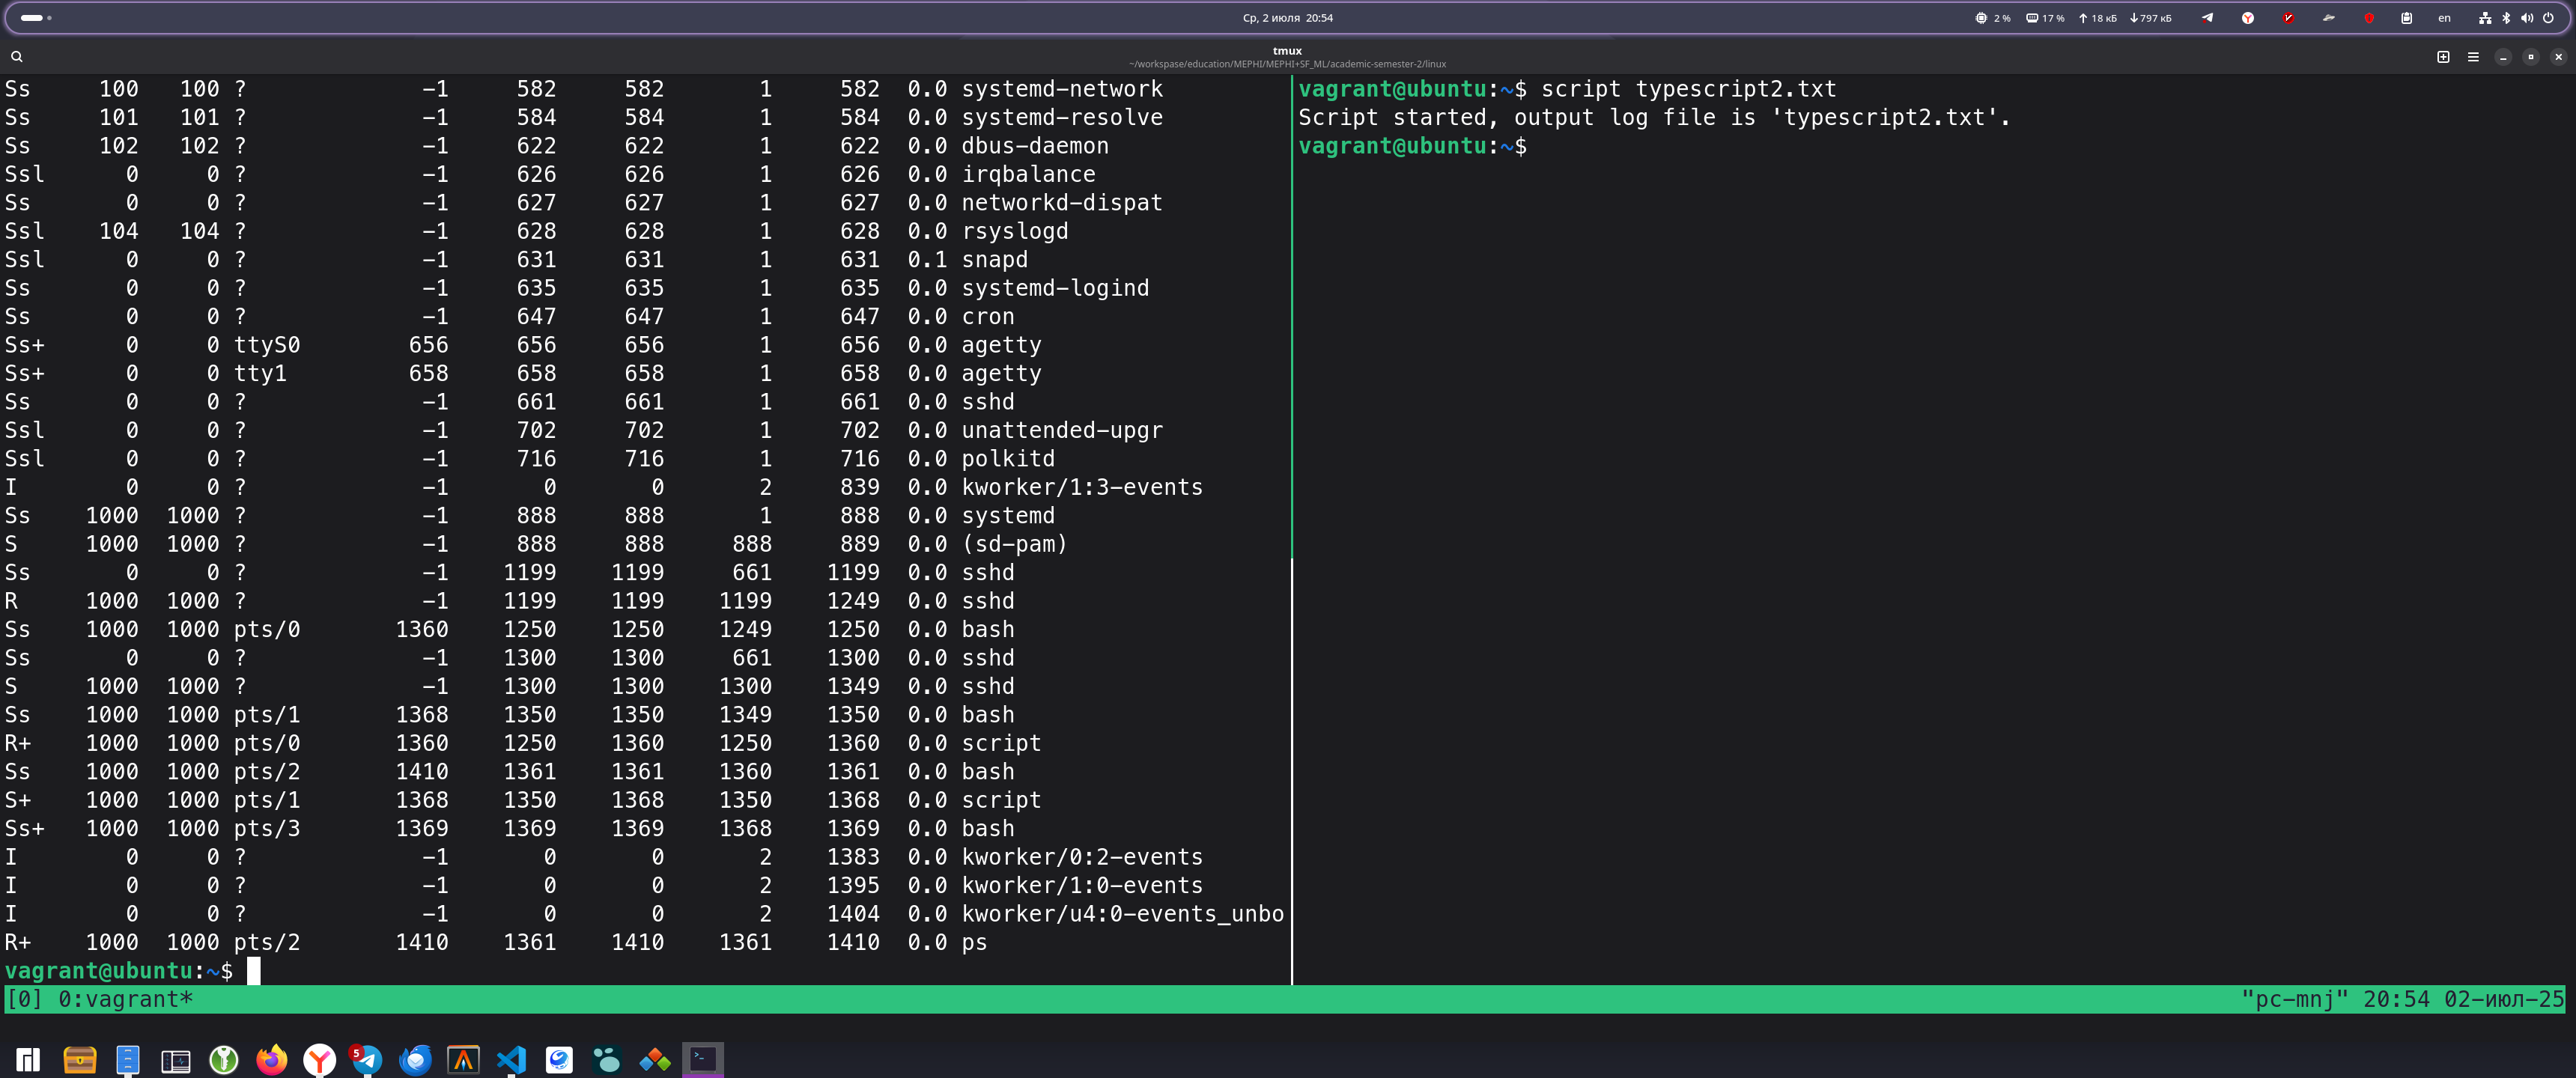 Ср, 2 июля 20:54
2 % 17 % 18 кБ 797 кБ en
tmux
~/workspase/education/MEPHI/MEPHI+SF_ML/academic-semester-2/linux
Ss 100 100 ? -1 582 582 1 582 0.0 systemd-network
Ss 101 101 ? -1 584 584 1 584 0.0 systemd-resolve
Ss 102 102 ? -1 622 622 1 622 0.0 dbus-daemon
Ssl 0 0 ? -1 626 626 1 626 0.0 irqbalance
Ss 0 0 ? -1 627 627 1 627 0.0 networkd-dispat
Ssl 104 104 ? -1 628 628 1 628 0.0 rsyslogd
Ssl 0 0 ? -1 631 631 1 631 0.1 snapd
Ss 0 0 ? -1 635 635 1 635 0.0 systemd-logind
Ss 0 0 ? -1 647 647 1 647 0.0 cron
Ss+ 0 0 ttyS0 656 656 656 1 656 0.0 agetty
Ss+ 0 0 tty1 658 658 658 1 658 0.0 agetty
Ss 0 0 ? -1 661 661 1 661 0.0 sshd
Ssl 0 0 ? -1 702 702 1 702 0.0 unattended-upgr
Ssl 0 0 ? -1 716 716 1 716 0.0 polkitd
I 0 0 ? -1 0 0 2 839 0.0 kworker/1:3-events
Ss 1000 1000 ? -1 888 888 1 888 0.0 systemd
S 1000 1000 ? -1 888 888 888 889 0.0 (sd-pam)
Ss 0 0 ? -1 1199 1199 661 1199 0.0 sshd
R 1000 1000 ? -1 1199 1199 1199 1249 0.0 sshd
Ss 1000 1000 pts/0 1360 1250 1250 1249 1250 0.0 bash
Ss 0 0 ? -1 1300 1300 661 1300 0.0 sshd
S 1000 1000 ? -1 1300 1300 1300 1349 0.0 sshd
Ss 1000 1000 pts/1 1368 1350 1350 1349 1350 0.0 bash
R+ 1000 1000 pts/0 1360 1250 1360 1250 1360 0.0 script
Ss 1000 1000 pts/2 1410 1361 1361 1360 1361 0.0 bash
S+ 1000 1000 pts/1 1368 1350 1368 1350 1368 0.0 script
Ss+ 1000 1000 pts/3 1369 1369 1369 1368 1369 0.0 bash
I 0 0 ? -1 0 0 2 1383 0.0 kworker/0:2-events
I 0 0 ? -1 0 0 2 1395 0.0 kworker/1:0-events
I 0 0 ? -1 0 0 2 1404 0.0 kworker/u4:0-events_unbo
R+ 1000 1000 pts/2 1410 1361 1410 1361 1410 0.0 ps
vagrant@ubuntu:~$
vagrant@ubuntu:~$ script typescript2.txt
Script started, output log file is 'typescript2.txt'.
vagrant@ubuntu:~$
[0] 0:vagrant* "pc-mnj" 20:54 02-июл-25
5